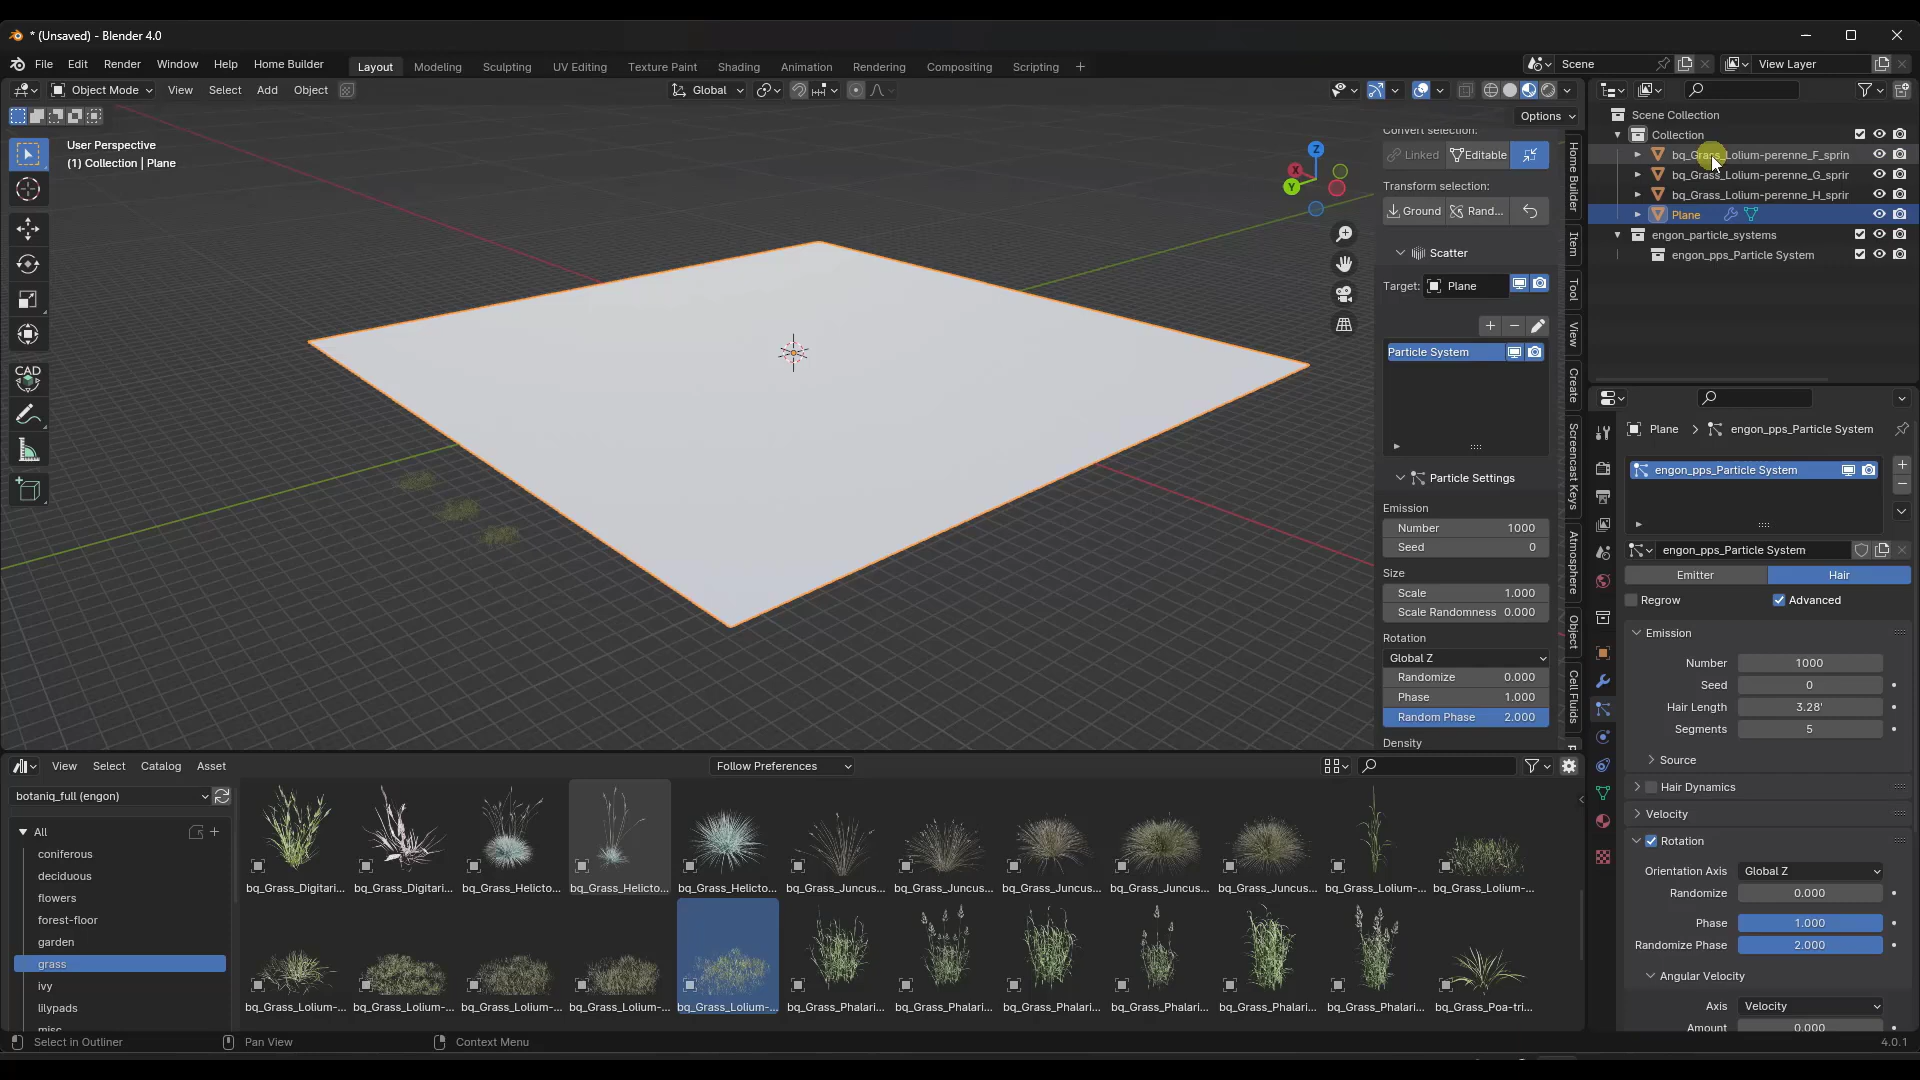 * (Unsaved) - Blender 4.0
File Edit Render Window Help Home Builder
Layout Modeling Sculpting UV Editing Texture Paint Shading Animation Rendering Compositing Scripting +
Scene View Layer
Object Mode View Select Add Object Global
Options
User Perspective
(1) Collection | Plane
Z
X
Y
CAD
Convert selection:
Linked Editable
Transform selection:
Ground Rand...
Scatter
Target: Plane
Particle System
Particle Settings
Emission
Number 1000
Seed 0
Size
Scale 1.000
Scale Randomness 0.000
Rotation
Global Z
Randomize 0.000
Phase 1.000
Random Phase 2.000
Density
Home Builder
Item
Tool
View
Create
Screencast Keys
Atmosphere
Object
Cell Fluids
Scene Collection
Collection
bq_Grass_Lolium-perenne_F_sprin
bq_Grass_Lolium-perenne_G_sprir
bq_Grass_Lolium-perenne_H_sprir
Plane
engon_particle_systems
engon_pps_Particle System
Plane > engon_pps_Particle System
engon_pps_Particle System
engon_pps_Particle System
Emitter Hair
Regrow Advanced
Emission
Number 1000
Seed 0
Hair Length 3.28'
Segments 5
Source
Hair Dynamics
Velocity
Rotation
Orientation Axis Global Z
Randomize 0.000
Phase 1.000
Randomize Phase 2.000
Angular Velocity
Axis Velocity
Amount 0.000
View Select Catalog Asset Follow Preferences
botaniq_full (engon)
All
coniferous
deciduous
flowers
forest-floor
garden
grass
ivy
lilypads
misc
bq_Grass_Digitari... bq_Grass_Digitari... bq_Grass_Helicto... bq_Grass_Helicto... bq_Grass_Helicto... bq_Grass_Juncus... bq_Grass_Juncus... bq_Grass_Juncus... bq_Grass_Juncus... bq_Grass_Juncus... bq_Grass_Lolium-... bq_Grass_Lolium-...
bq_Grass_Lolium-... bq_Grass_Lolium-... bq_Grass_Lolium-... bq_Grass_Lolium-... bq_Grass_Lolium-... bq_Grass_Phalari... bq_Grass_Phalari... bq_Grass_Phalari... bq_Grass_Phalari... bq_Grass_Phalari... bq_Grass_Phalari... bq_Grass_Poa-tri...
Select in Outliner Pan View Context Menu 4.0.1